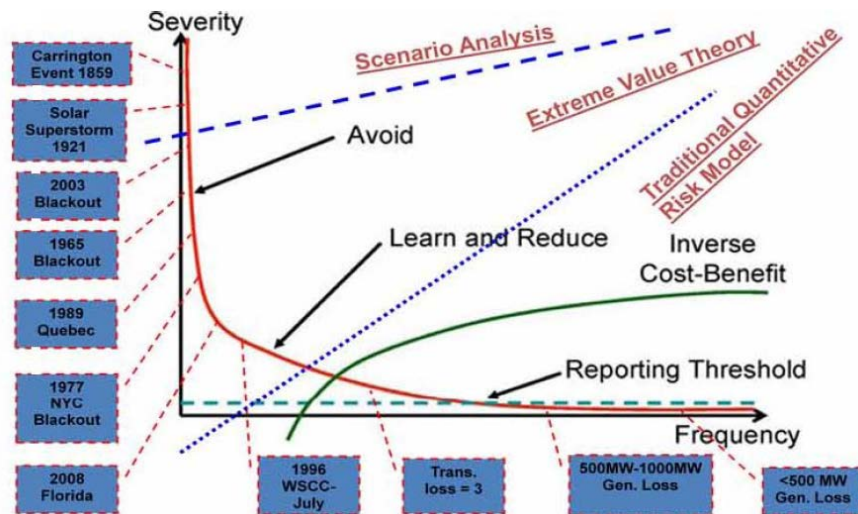 Severity
Scenario Analysis
Extreme Value Theory
Traditional Quantitative
Risk Model
Carrington
Event 1859
Solar
Superstorm
1921
Avoid
2003
Blackout
1965
Blackout
Learn and Reduce
Inverse
Cost-Benefit
1989
Quebec
1977
NYC
Blackout
Reporting Threshold
Frequency
2008
Florida
1996
WSCC-
July
Trans.
loss = 3
500MW-1000MW
Gen. Loss
<500 MW
Gen. Loss